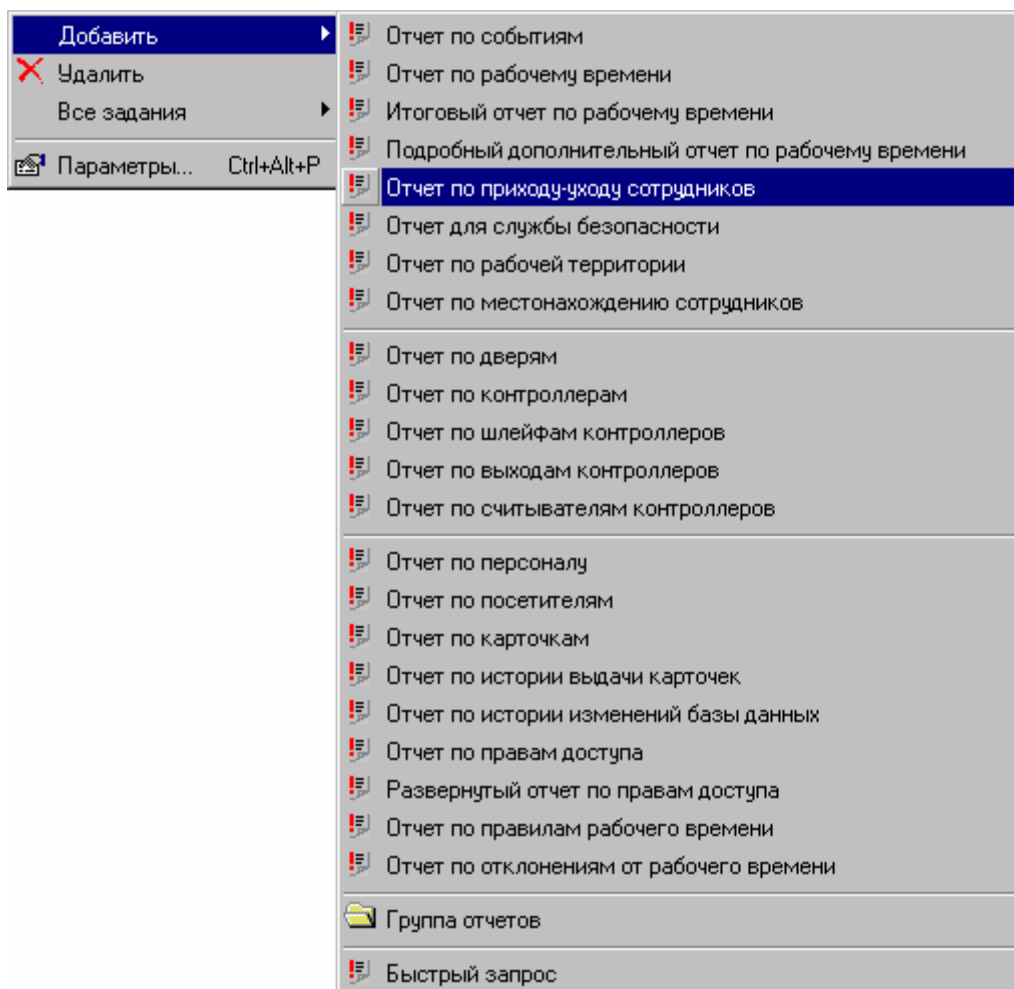 Добавить
Удалить
Все задания
Параметры... Ctrl+Alt+P
Отчет по событиям
Отчет по рабочему времени
Итоговый отчет по рабочему времени
Подробный дополнительный отчет по рабочему времени
Отчет по приходу-уходу сотрудников
Отчет для службы безопасности
Отчет по рабочей территории
Отчет по местонахождению сотрудников
Отчет по дверям
Отчет по контроллерам
Отчет по шлейфам контроллеров
Отчет по выходам контроллеров
Отчет по считывателям контроллеров
Отчет по персоналу
Отчет по посетителям
Отчет по карточкам
Отчет по истории выдачи карточек
Отчет по истории изменений базы данных
Отчет по правам доступа
Развернутый отчет по правам доступа
Отчет по правилам рабочего времени
Отчет по отклонениям от рабочего времени
Группа отчетов
Быстрый запрос